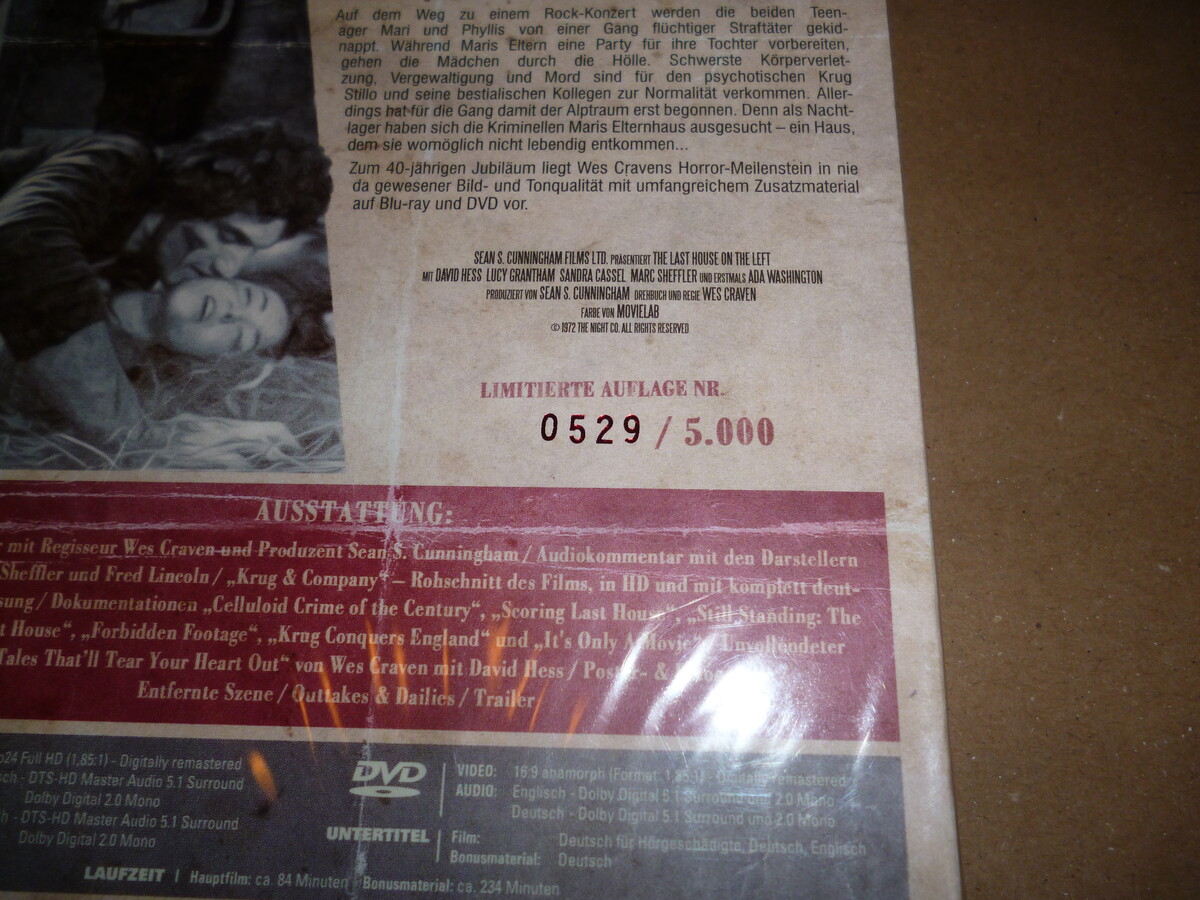 Auf dem Weg zu einem Rock-Konzert werden die beiden Teen-
ager Mari und Phyllis von einer Gang flüchtiger Straftäter gekid-
nappt. Während Maris Eltern eine Party für ihre Tochter vorbereiten,
gehen die Mädchen durch die Hölle. Schwerste Körperverlet-
zung, Vergewaltigung und Mord sind für den psychotischen Krug
Stillo und seine bestialischen Kollegen zur Normalität verkommen. Aller-
dings hat für die Gang damit der Alptraum erst begonnen. Denn als Nacht-
lager haben sich die Kriminellen Maris Elternhaus ausgesucht – ein Haus,
dem sie womöglich nicht lebendig entkommen...
Zum 40-jährigen Jubiläum liegt Wes Cravens Horror-Meilenstein in nie
da gewesener Bild- und Tonqualität mit umfangreichem Zusatzmaterial
auf Blu-ray und DVD vor.
SEAN S. CUNNINGHAM FILMS LTD. PRÄSENTIERT THE LAST HOUSE ON THE LEFT
MIT DAVID HESS LUCY GRANTHAM SANDRA CASSEL MARC SHEFFLER UND ERSTMALS ADA WASHINGTON
PRODUZIERT VON SEAN S. CUNNINGHAM DREHBUCH UND REGIE WES CRAVEN
FARBE VON MOVIELAB
© 1972 THE NIGHT CO. ALL RIGHTS RESERVED
LIMITIERTE AUFLAGE NR.
0529 / 5.000
AUSSTATTUNG:
mit Regisseur Wes Craven und Produzent Sean S. Cunningham / Audiokommentar mit den Darstellern
Sheffler und Fred Lincoln / „Krug & Company“ – Rohschnitt des Films, in HD und mit komplett deut-
sung / Dokumentationen „Celluloid Crime of the Century“, „Scoring Last House“, „Still Standing: The
t House“, „Forbidden Footage“, „Krug Conquers England“ und „It's Only A Movie“ / Unvollendeter
Tales That'll Tear Your Heart Out“ von Wes Craven mit David Hess / Poster- &
Entfernte Szene / Outtakes & Dailies / Trailer
p24 Full HD (1,85:1) - Digitally remastered
ch - DTS-HD Master Audio 5.1 Surround
Dolby Digital 2.0 Mono
h - DTS-HD Master Audio 5.1 Surround
Dolby Digital 2.0 Mono
DVD VIDEO: 16:9 anamorph (Format: 1,85:1) - Digitally remastered
AUDIO: Englisch - Dolby Digital 5.1 Surround und 2.0 Mono
Deutsch - Dolby Digital 5.1 Surround und 2.0 Mono
UNTERTITEL Film: Deutsch für Hörgeschädigte, Deutsch, Englisch
Bonusmaterial: Deutsch
LAUFZEIT Hauptfilm: ca. 84 Minuten Bonusmaterial: ca. 234 Minuten